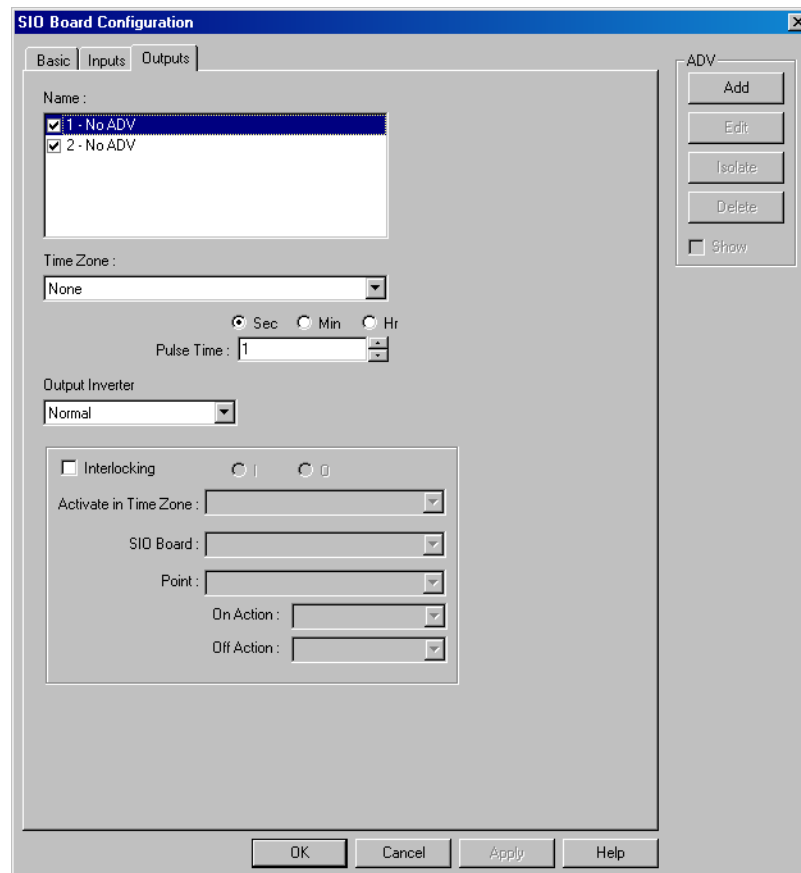 SIO Board Configuration
Basic
Inputs
Outputs
Name :
1 - No ADV
2 - No ADV
Time Zone :
None
Sec
Min
Hr
Pulse Time :
1
Output Inverter
Normal
Interlocking
I
O
Activate in Time Zone :
SIO Board :
Point :
On Action :
Off Action :
ADV
Add
Edit
Isolate
Delete
Show
OK
Cancel
Apply
Help